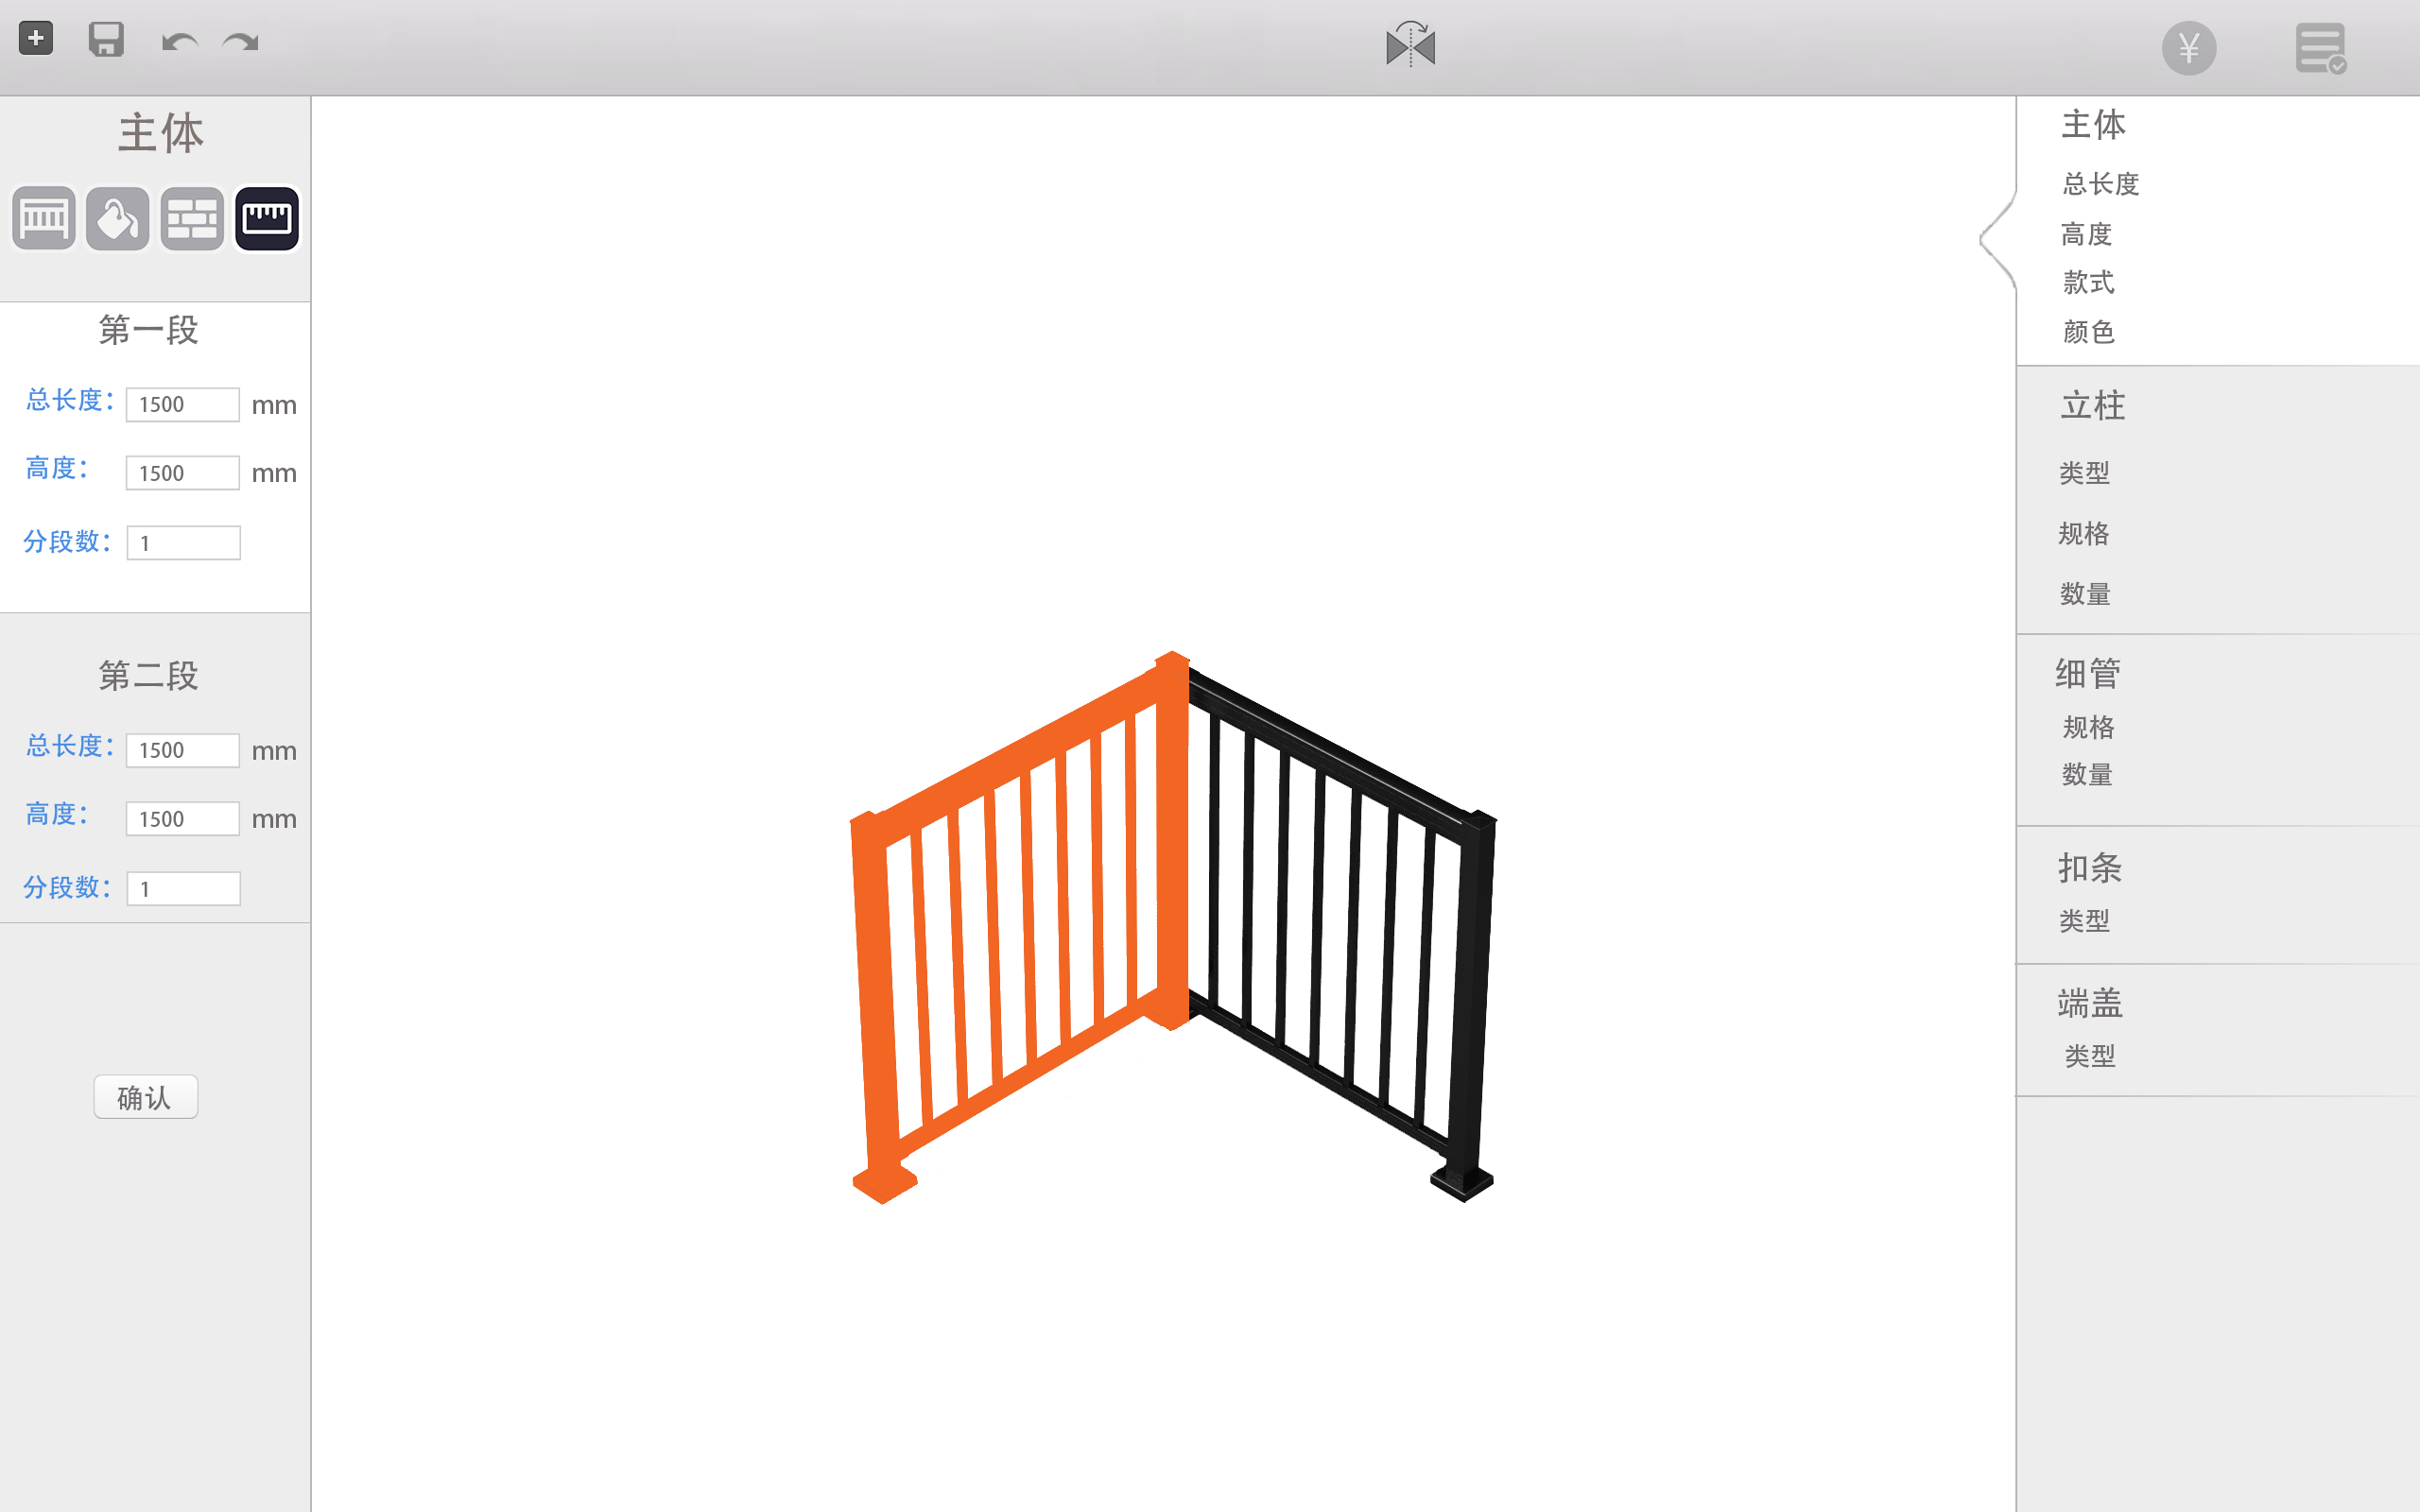 ¥
主体
第一段
总长度： 1500 mm
高度： 1500 mm
分段数： 1
第二段
总长度： 1500 mm
高度： 1500 mm
分段数： 1
确认
主体
总长度
高度
款式
颜色
立柱
类型
规格
数量
细管
规格
数量
扣条
类型
端盖
类型